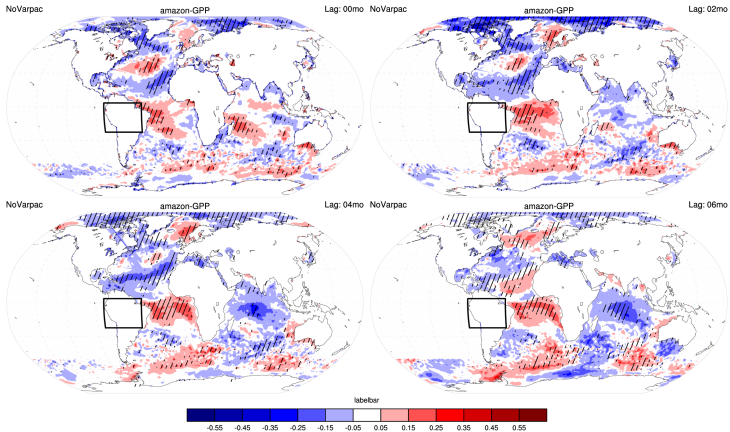 NoVarpac amazon-GPP Lag: 00mo
NoVarpac amazon-GPP Lag: 02mo
NoVarpac amazon-GPP Lag: 04mo
NoVarpac amazon-GPP Lag: 06mo
labelbar
-0.55 -0.45 -0.35 -0.25 -0.15 -0.05 0.05 0.15 0.25 0.35 0.45 0.55